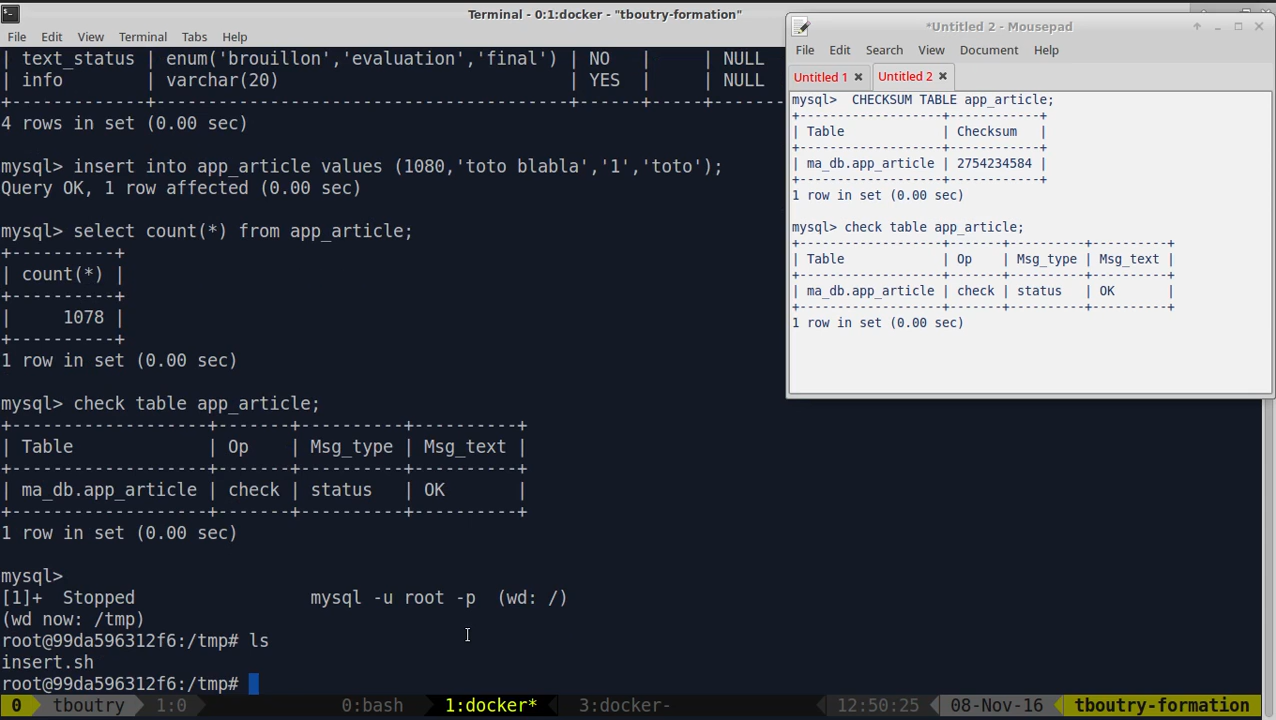 Terminal - 0:1:docker - "tboutry-formation"
File Edit View Terminal Tabs Help
| text_status | enum('brouillon','evaluation','final') | NO | | NULL
| info | varchar(20) | YES | | NULL
+-------------+----------------------------------------+------+-----+------
4 rows in set (0.00 sec)
mysql> insert into app_article values (1080,'toto blabla','1','toto');
Query OK, 1 row affected (0.00 sec)
mysql> select count(*) from app_article;
+----------+
| count(*) |
+----------+
| 1078 |
+----------+
1 row in set (0.00 sec)
mysql> check table app_article;
+-------------------+-------+----------+----------+
| Table | Op | Msg_type | Msg_text |
+-------------------+-------+----------+----------+
| ma_db.app_article | check | status | OK |
+-------------------+-------+----------+----------+
1 row in set (0.00 sec)
mysql>
[1]+ Stopped mysql -u root -p (wd: /)
(wd now: /tmp)
root@99da596312f6:/tmp# ls
insert.sh
root@99da596312f6:/tmp#
0 tboutry 1:0 0:bash 1:docker* 3:docker- 12:50:25 08-Nov-16 tboutry-formation
*Untitled 2 - Mousepad
File Edit Search View Document Help
Untitled 1 Untitled 2
mysql> CHECKSUM TABLE app_article;
+-------------------+------------+
| Table | Checksum |
+-------------------+------------+
| ma_db.app_article | 2754234584 |
+-------------------+------------+
1 row in set (0.00 sec)
mysql> check table app_article;
+-------------------+-------+----------+----------+
| Table | Op | Msg_type | Msg_text |
+-------------------+-------+----------+----------+
| ma_db.app_article | check | status | OK |
+-------------------+-------+----------+----------+
1 row in set (0.00 sec)